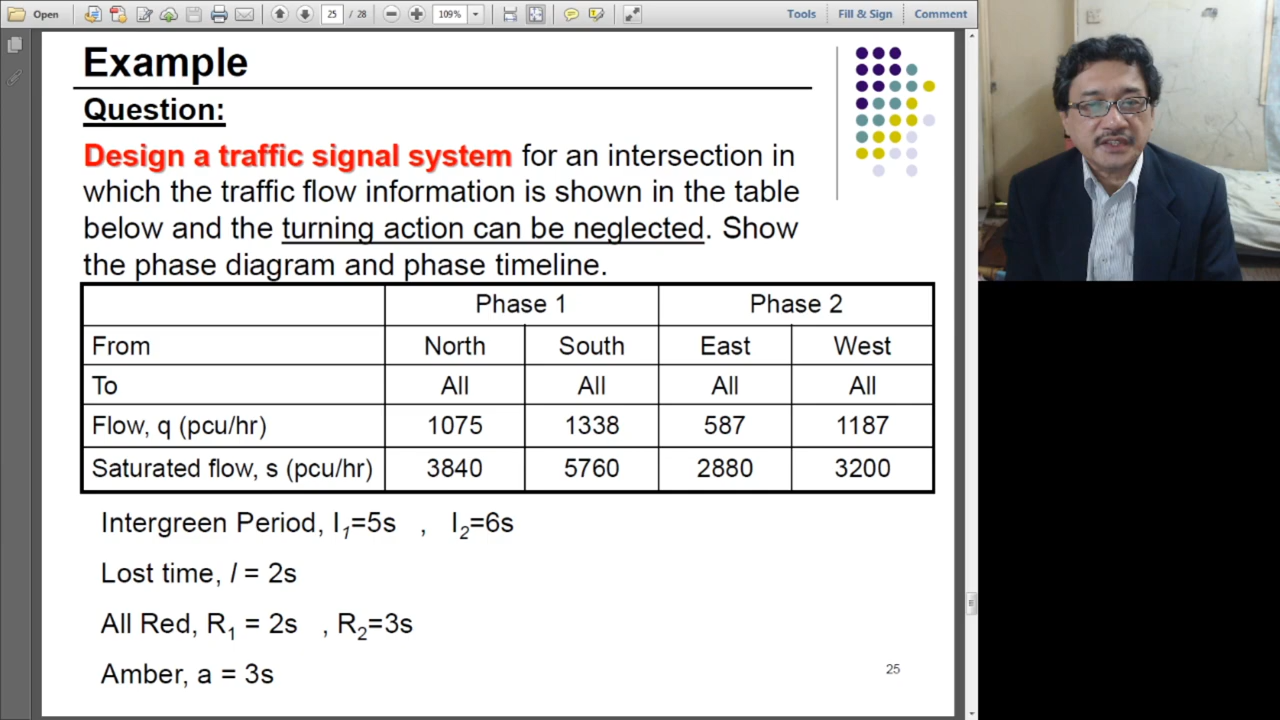 Open 25 / 28 109% Tools Fill & Sign Comment
Example
Question:
Design a traffic signal system for an intersection in
which the traffic flow information is shown in the table
below and the turning action can be neglected. Show
the phase diagram and phase timeline.
Phase 1 Phase 2
From North South East West
To All All All All
Flow, q (pcu/hr) 1075 1338 587 1187
Saturated flow, s (pcu/hr) 3840 5760 2880 3200
Intergreen Period, I1=5s , I2=6s
Lost time, l = 2s
All Red, R1 = 2s , R2=3s
Amber, a = 3s
25